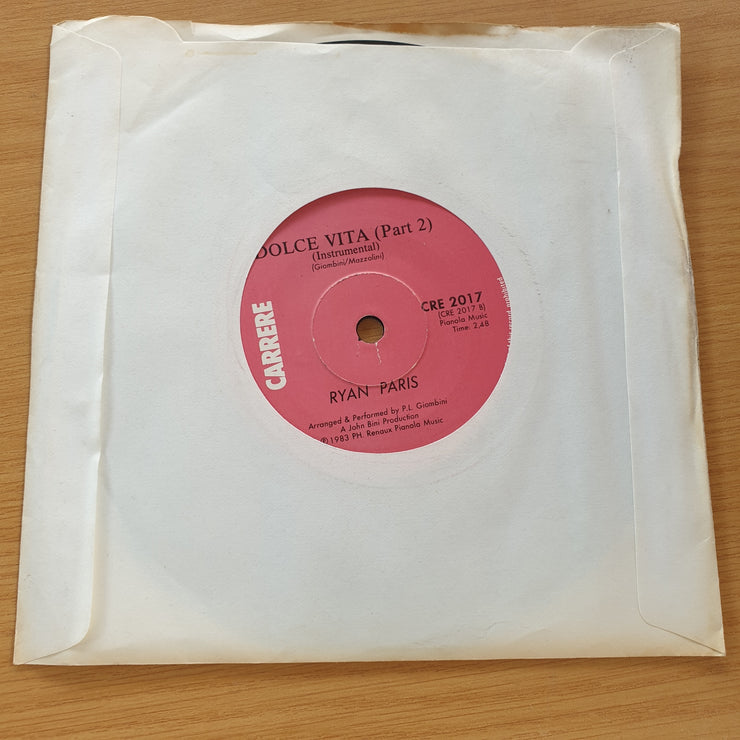 DOLCE VITA (Part 2)
(Instrumental)
(Giombini/Mazzolini)
CARRERE
CRE 2017
(CRE 2017 B)
Pianola Music
Time: 2,48
RYAN PARIS
Arranged & Performed by P.L. Giombini
A John Bini Production
℗ 1983 PH. Renaux Pianola Music